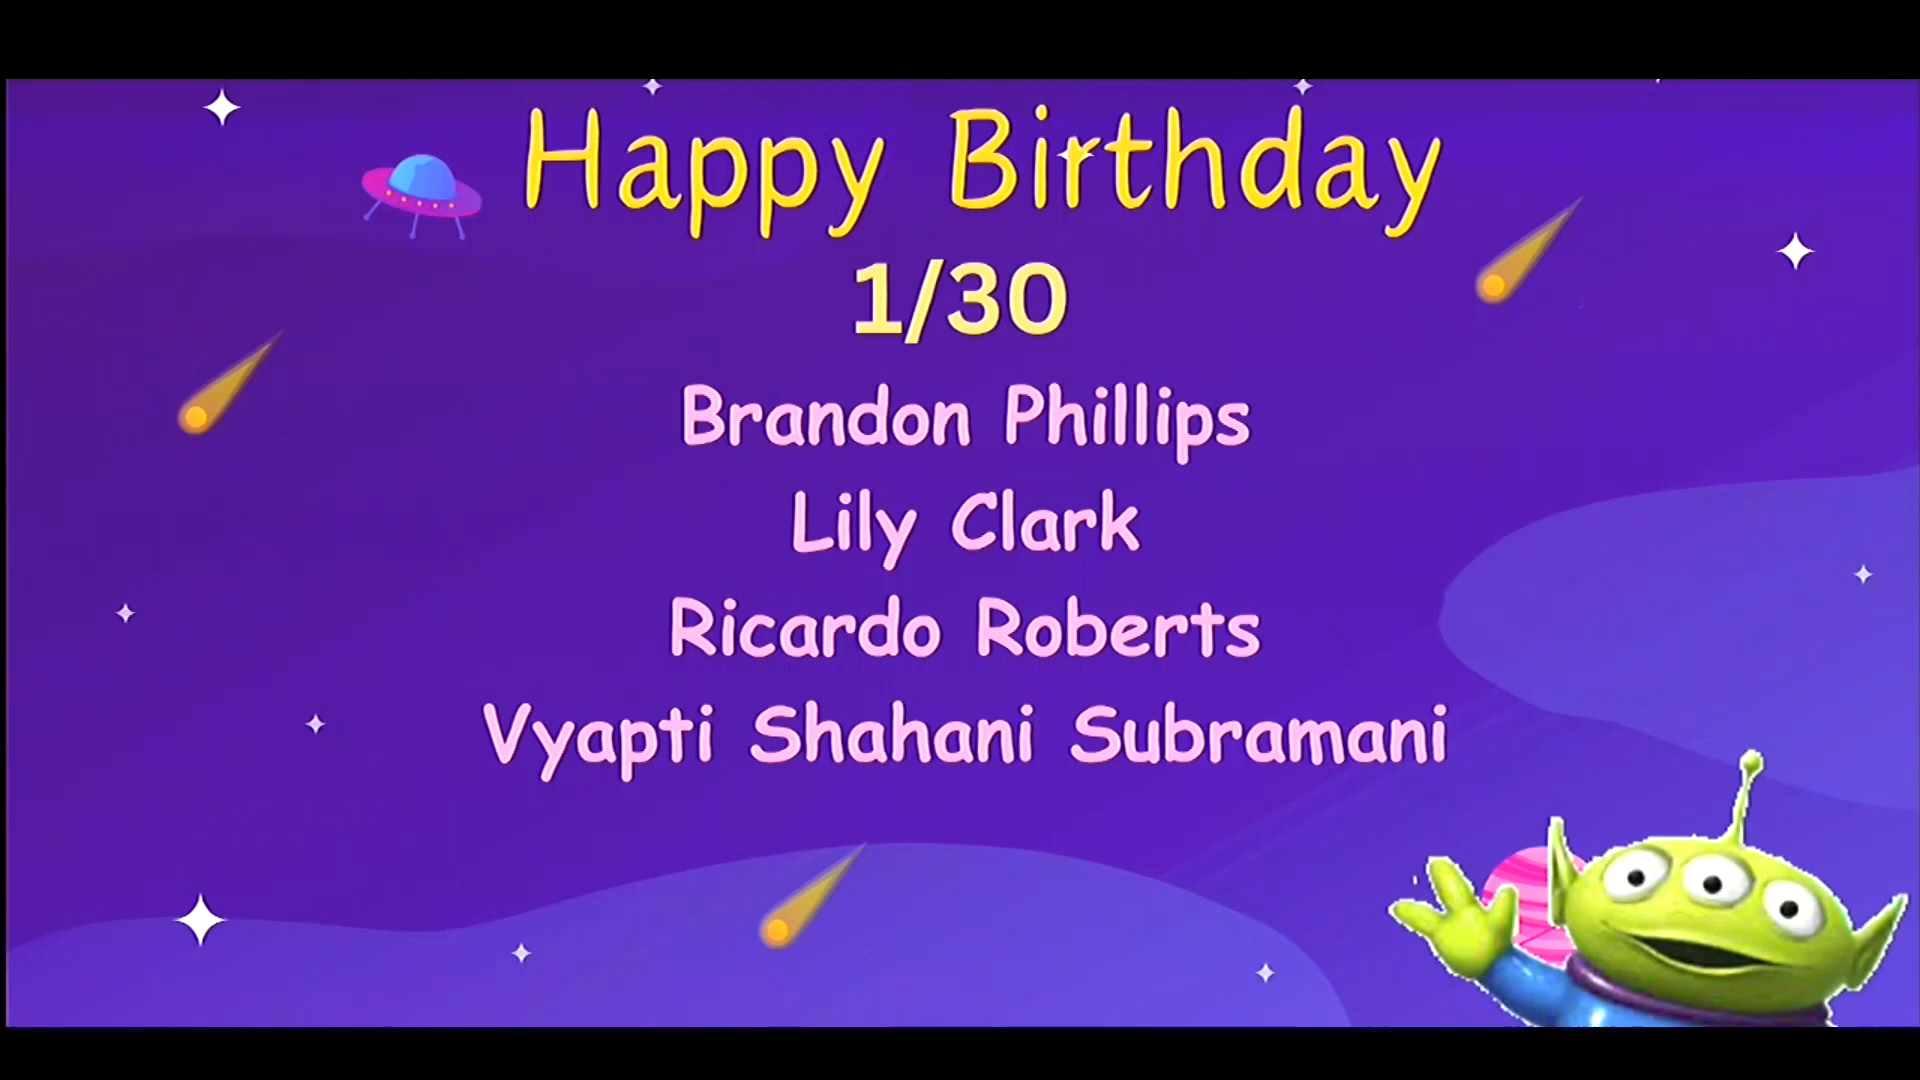 Happy Birthday
1/30
Brandon Phillips
Lily Clark
Ricardo Roberts
Vyapti Shahani Subramani